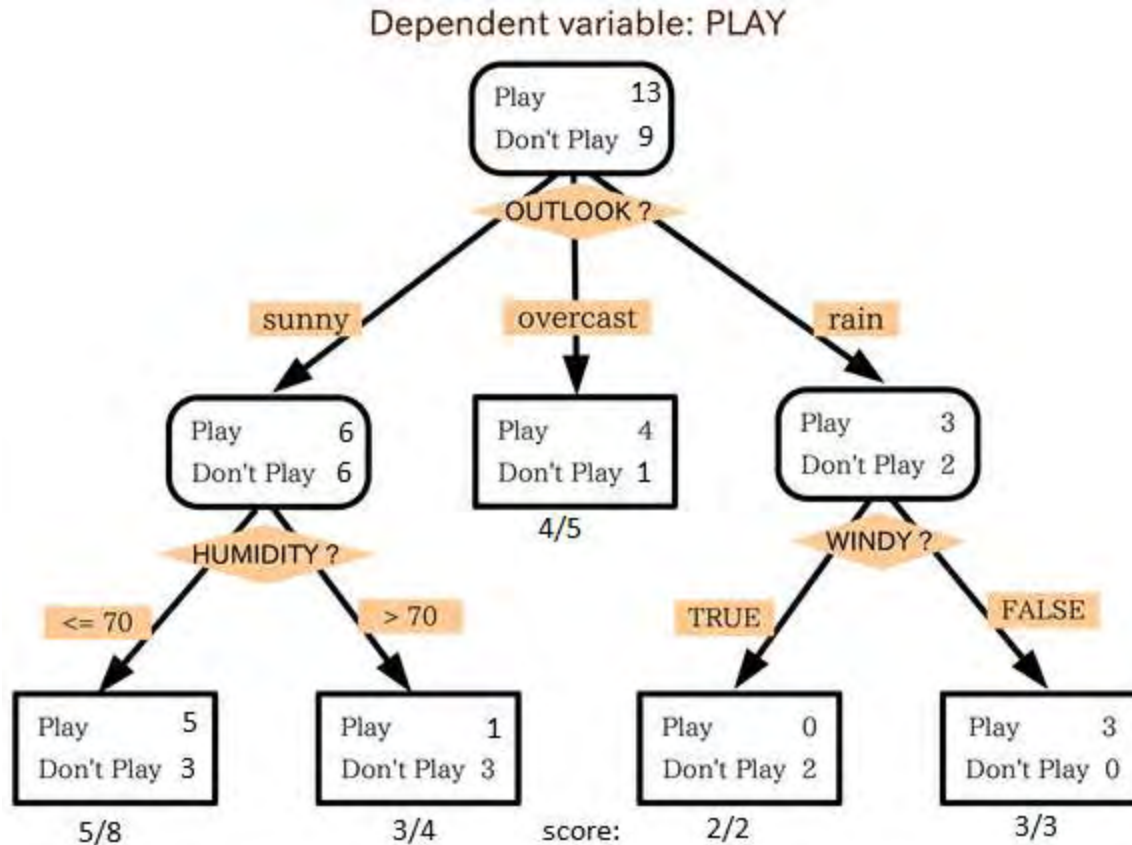 Dependent variable: PLAY
Play 13
Don't Play 9
OUTLOOK ?
sunny
overcast
rain
Play 6
Don't Play 6
Play 4
Don't Play 1
4/5
Play 3
Don't Play 2
HUMIDITY ?
WINDY ?
<= 70
> 70
TRUE
FALSE
Play 5
Don't Play 3
5/8
Play 1
Don't Play 3
3/4
score:
Play 0
Don't Play 2
2/2
Play 3
Don't Play 0
3/3